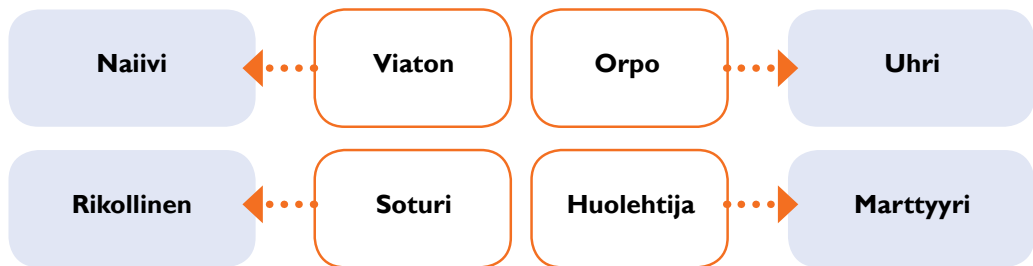 Naiivi
Viaton
Orpo
Uhri
Rikollinen
Soturi
Huolehtija
Marttyyri